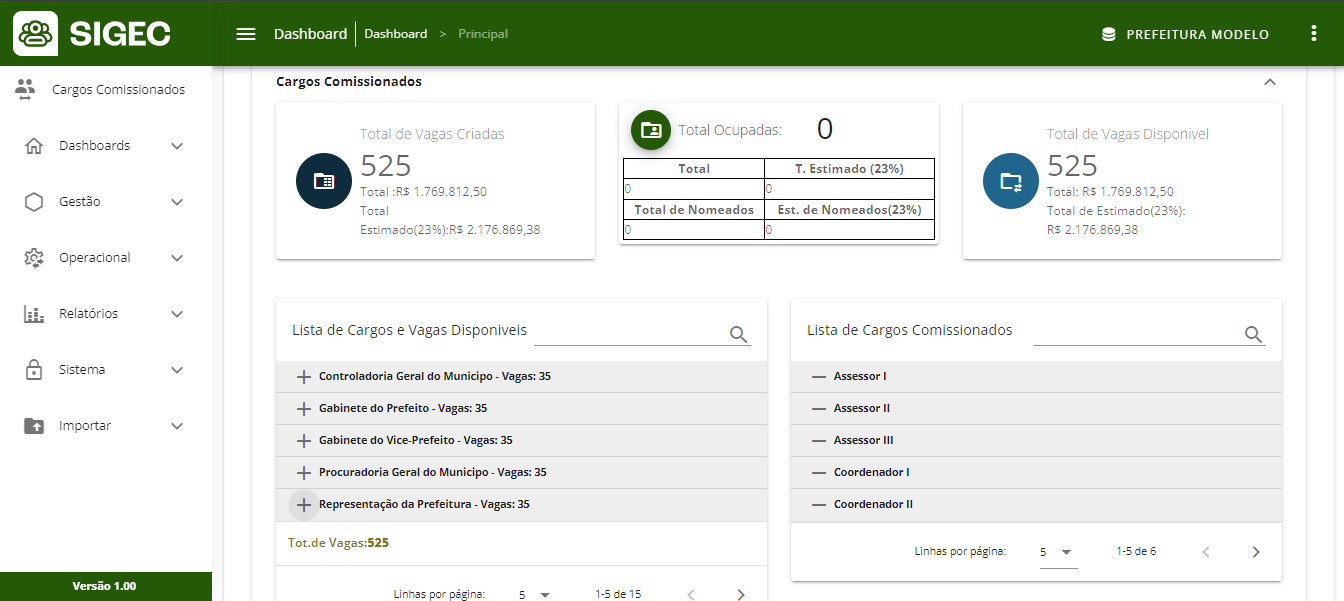 SIGEC
Dashboard
Dashboard > Principal
PREFEITURA MODELO
Cargos Comissionados
Dashboards
Gestão
Operacional
Relatórios
Sistema
Importar
Versão 1.00
Cargos Comissionados
Total de Vagas Criadas
525
Total :R$ 1.769.812,50
Total
Estimado(23%):R$ 2.176.869,38
Total Ocupadas: 0
Total T. Estimado (23%)
0 0
Total de Nomeados Est. de Nomeados(23%)
0 0
Total de Vagas Disponivel
525
Total: R$ 1.769.812,50
Total de Estimado(23%):
R$ 2.176.869,38
Lista de Cargos e Vagas Disponiveis
Controladoria Geral do Municipo - Vagas: 35
Gabinete do Prefeito - Vagas: 35
Gabinete do Vice-Prefeito - Vagas: 35
Procuradoria Geral do Municipo - Vagas: 35
Representação da Prefeitura - Vagas: 35
Tot.de Vagas:525
Linhas por página: 5 1-5 de 15
Lista de Cargos Comissionados
Assessor I
Assessor II
Assessor III
Coordenador I
Coordenador II
Linhas por página: 5 1-5 de 6